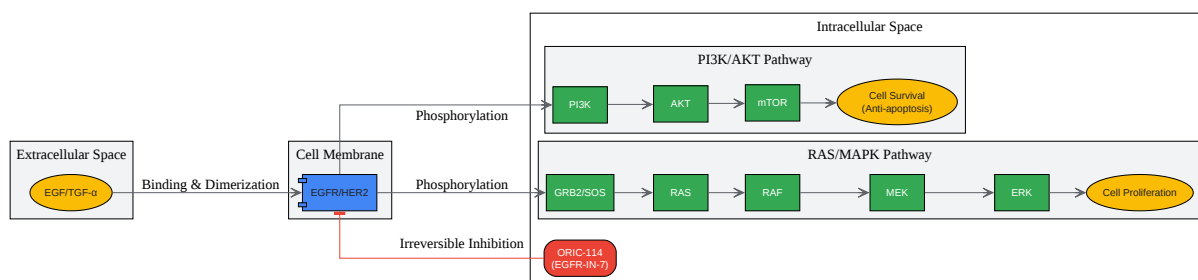 Intracellular Space
PI3K/AKT Pathway
PI3K
AKT
mTOR
Cell Survival
(Anti-apoptosis)
Phosphorylation
Extracellular Space
EGF/TGF-α
Binding & Dimerization
Cell Membrane
EGFR/HER2
Phosphorylation
RAS/MAPK Pathway
GRB2/SOS
RAS
RAF
MEK
ERK
Cell Proliferation
Irreversible Inhibition
ORIC-114
(EGFR-IN-7)